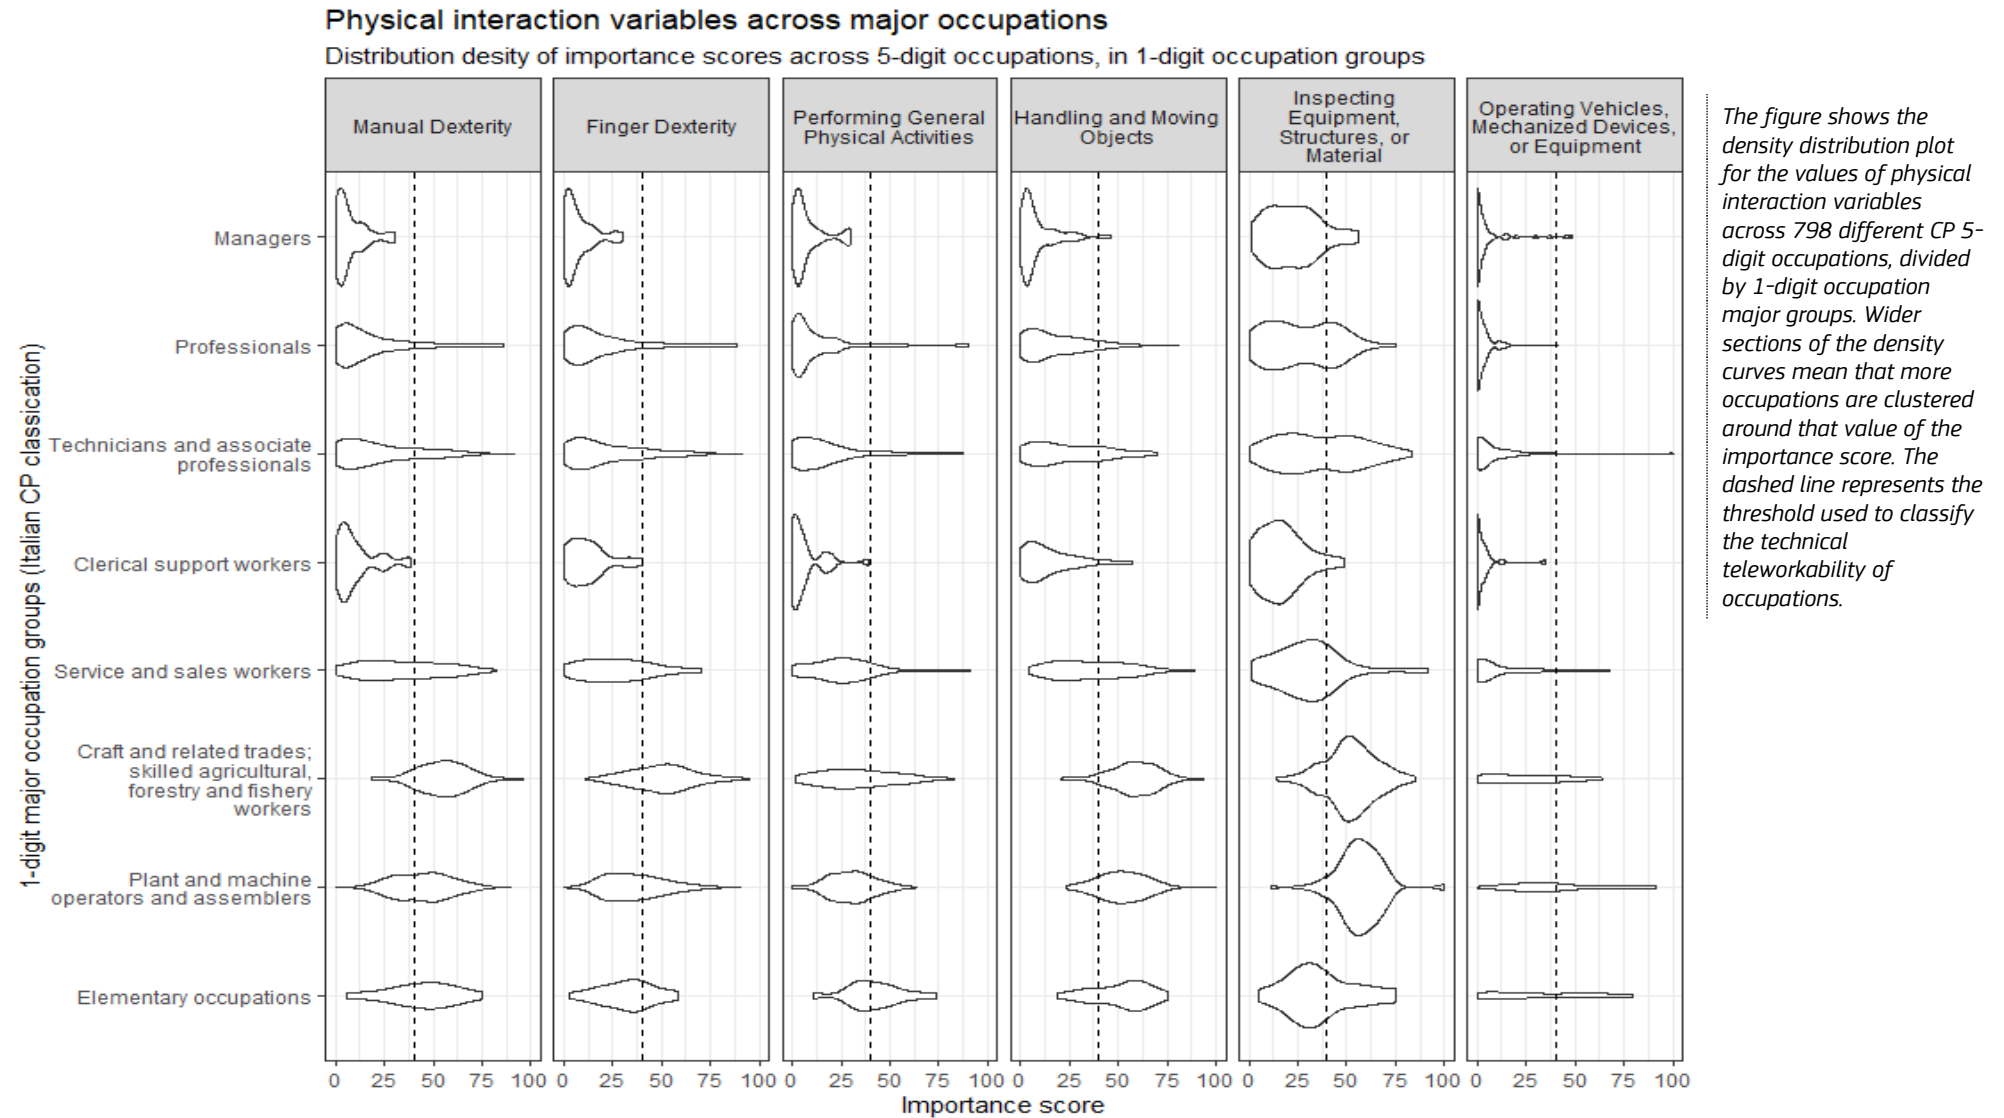 Physical interaction variables across major occupations
Distribution desity of importance scores across 5-digit occupations, in 1-digit occupation groups
Manual Dexterity
Finger Dexterity
Performing General
Physical Activities
Handling and Moving
Objects
Inspecting
Equipment,
Structures, or
Material
Operating Vehicles,
Mechanized Devices,
or Equipment
1-digit major occupation groups (Italian CP classication)
Managers
Professionals
Technicians and associate
professionals
Clerical support workers
Service and sales workers
Craft and related trades;
skilled agricultural,
forestry and fishery
workers
Plant and machine
operators and assemblers
Elementary occupations
0 25 50 75 100
0 25 50 75 100
0 25 50 75 100
0 25 50 75 100
0 25 50 75 100
0 25 50 75 100
Importance score
The figure shows the
density distribution plot
for the values of physical
interaction variables
across 798 different CP 5-
digit occupations, divided
by 1-digit occupation
major groups. Wider
sections of the density
curves mean that more
occupations are clustered
around that value of the
importance score. The
dashed line represents the
threshold used to classify
the technical
teleworkability of
occupations.